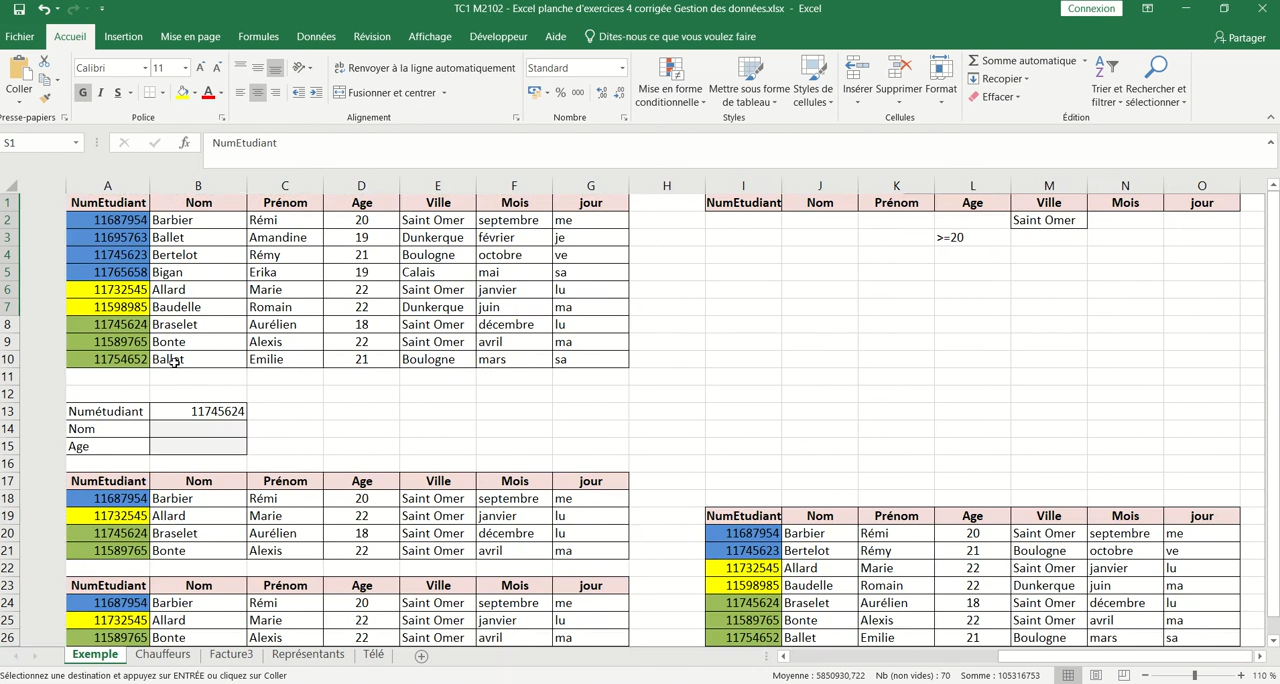 TC1 M2102 - Excel planche d'exercices 4 corrigée Gestion des données.xlsx - Excel
Connexion
Fichier Accueil Insertion Mise en page Formules Données Révision Affichage Développeur Aide Dites-nous ce que vous voulez faire Partager
Calibri 11 Renvoyer à la ligne automatiquement Standard Somme automatique
Coller G I S Fusionner et centrer % 000 Mise en forme conditionnelle Mettre sous forme de tableau Styles de cellules Insérer Supprimer Format Recopier Effacer Trier et filtrer Rechercher et sélectionner
Presse-papiers Police Alignement Nombre Styles Cellules Édition
S1 fx NumEtudiant
A B C D E F G H I J K L M N O
1 NumEtudiant Nom Prénom Age Ville Mois jour NumEtudiant Nom Prénom Age Ville Mois jour
2 11687954 Barbier Rémi 20 Saint Omer septembre me Saint Omer
3 11695763 Ballet Amandine 19 Dunkerque février je >=20
4 11745623 Bertelot Rémy 21 Boulogne octobre ve
5 11765658 Bigan Erika 19 Calais mai sa
6 11732545 Allard Marie 22 Saint Omer janvier lu
7 11598985 Baudelle Romain 22 Dunkerque juin ma
8 11745624 Braselet Aurélien 18 Saint Omer décembre lu
9 11589765 Bonte Alexis 22 Saint Omer avril ma
10 11754652 Ballet Emilie 21 Boulogne mars sa
11
12
13 Numétudiant 11745624
14 Nom
15 Age
16
17 NumEtudiant Nom Prénom Age Ville Mois jour
18 11687954 Barbier Rémi 20 Saint Omer septembre me
19 11732545 Allard Marie 22 Saint Omer janvier lu NumEtudiant Nom Prénom Age Ville Mois jour
20 11745624 Braselet Aurélien 18 Saint Omer décembre lu 11687954 Barbier Rémi 20 Saint Omer septembre me
21 11589765 Bonte Alexis 22 Saint Omer avril ma 11745623 Bertelot Rémy 21 Boulogne octobre ve
22 11732545 Allard Marie 22 Saint Omer janvier lu
23 NumEtudiant Nom Prénom Age Ville Mois jour 11598985 Baudelle Romain 22 Dunkerque juin ma
24 11687954 Barbier Rémi 20 Saint Omer septembre me 11745624 Braselet Aurélien 18 Saint Omer décembre lu
25 11732545 Allard Marie 22 Saint Omer janvier lu 11589765 Bonte Alexis 22 Saint Omer avril ma
26 11589765 Bonte Alexis 22 Saint Omer avril ma 11754652 Ballet Emilie 21 Boulogne mars sa
Exemple Chauffeurs Facture3 Représentants Télé
Sélectionnez une destination et appuyez sur ENTRÉE ou cliquez sur Coller Moyenne : 5850930,722 Nb (non vides) : 70 Somme : 105316753 110 %